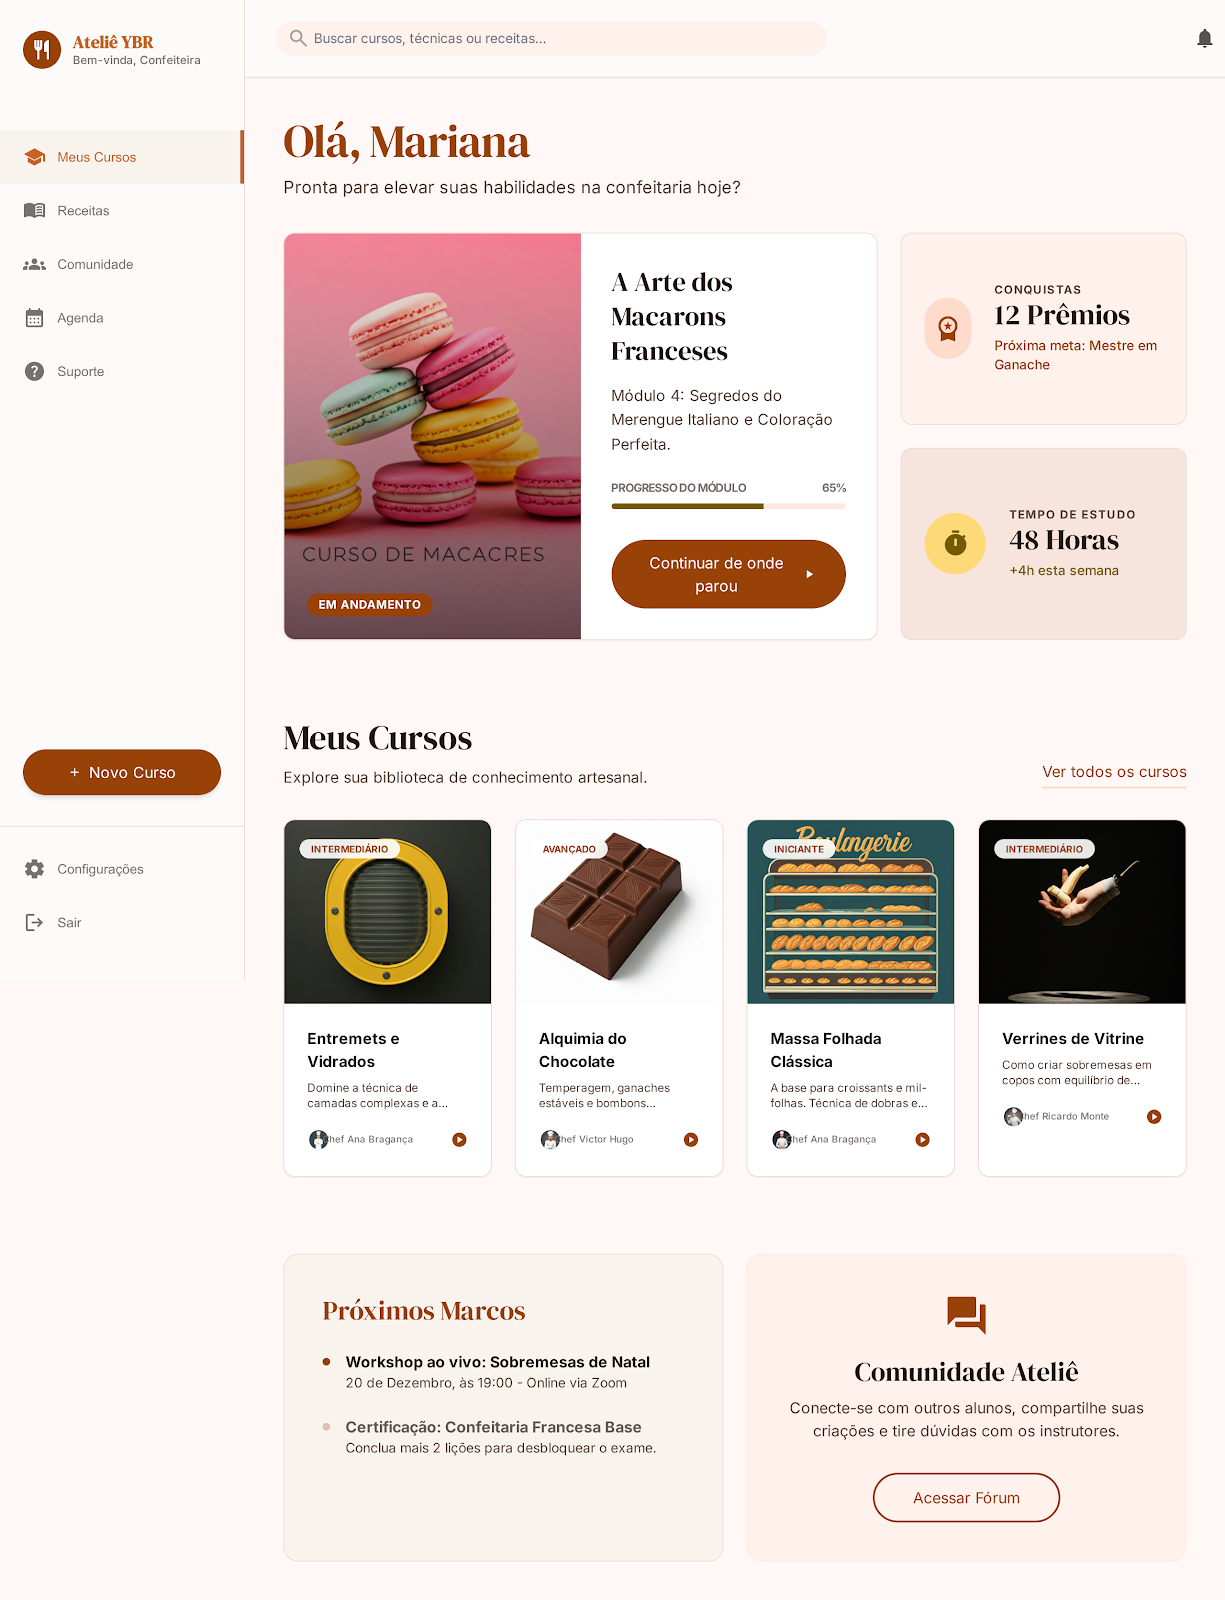 Ateliê YBR
Bem-vinda, Confeiteira
Meus Cursos
Receitas
Comunidade
Agenda
Suporte
+ Novo Curso
Configurações
Sair
Buscar cursos, técnicas ou receitas...
Olá, Mariana
Pronta para elevar suas habilidades na confeitaria hoje?
CURSO DE MACACRES
EM ANDAMENTO
A Arte dos
Macarons
Franceses
Módulo 4: Segredos do
Merengue Italiano e Coloração
Perfeita.
PROGRESSO DO MÓDULO 65%
Continuar de onde
parou
CONQUISTAS
12 Prêmios
Próxima meta: Mestre em
Ganache
TEMPO DE ESTUDO
48 Horas
+4h esta semana
Meus Cursos
Explore sua biblioteca de conhecimento artesanal.
Ver todos os cursos
INTERMEDIÁRIO
Entremets e
Vidrados
Domine a técnica de
camadas complexas e a...
hef Ana Bragança
AVANÇADO
Alquimia do
Chocolate
Temperagem, ganaches
estáveis e bombons...
hef Victor Hugo
Boulangerie
INICIANTE
Massa Folhada
Clássica
A base para croissants e mil-
folhas. Técnica de dobras e...
hef Ana Bragança
INTERMEDIÁRIO
Verrines de Vitrine
Como criar sobremesas em
copos com equilíbrio de...
hef Ricardo Monte
Próximos Marcos
Workshop ao vivo: Sobremesas de Natal
20 de Dezembro, às 19:00 - Online via Zoom
Certificação: Confeitaria Francesa Base
Conclua mais 2 lições para desbloquear o exame.
Comunidade Ateliê
Conecte-se com outros alunos, compartilhe suas
criações e tire dúvidas com os instrutores.
Acessar Fórum